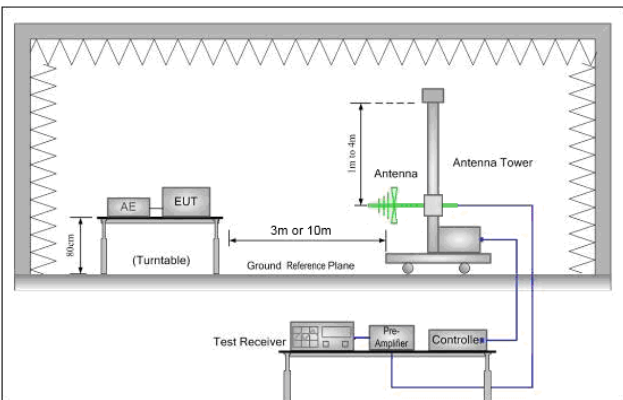 1m to 4m
Antenna
Antenna Tower
AE
EUT
80cm
(Turntable)
3m or 10m
Ground Reference Plane
Test Receiver
Pre-
Amplifier
Controller